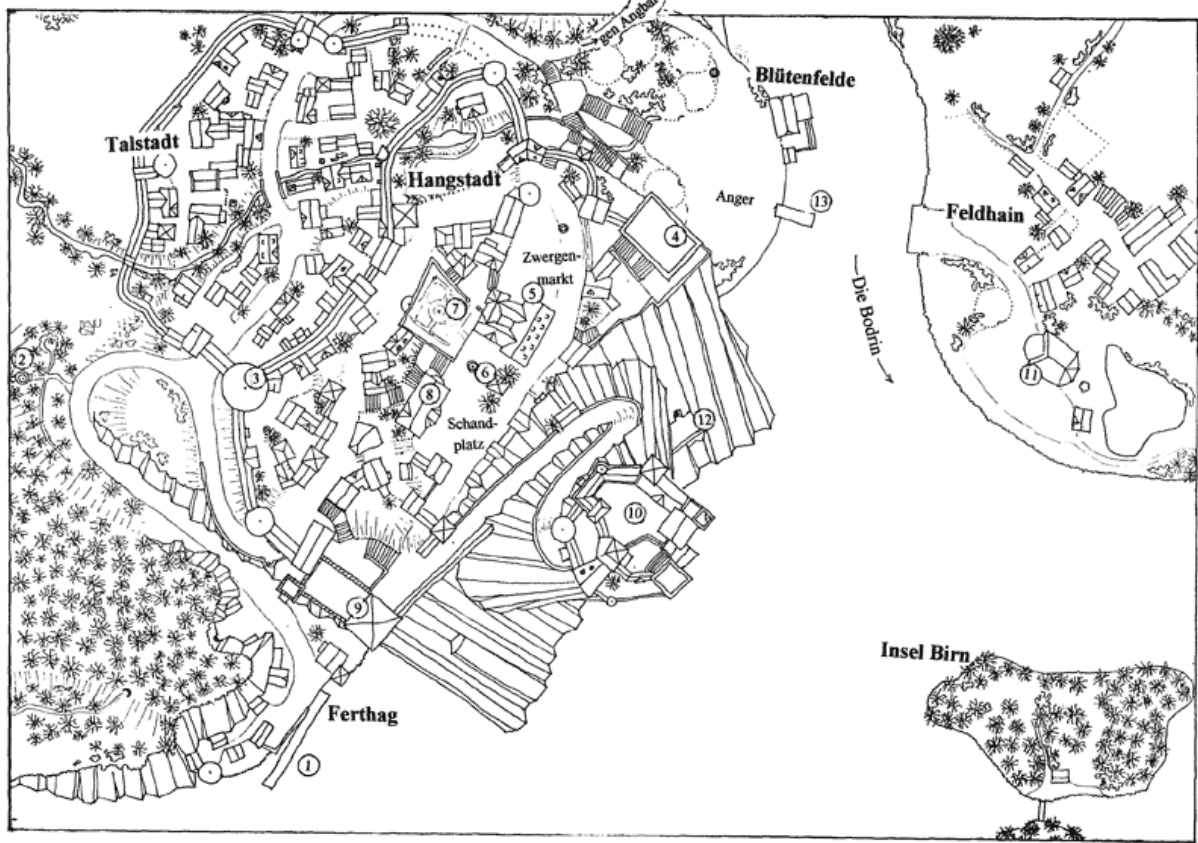 gen Angbar
Blütenfelde
Talstadt
Hangstadt
Anger
13
Feldhain
4
Zwergen-
markt
5
7
Die Bodrin
2
3
6
11
8
Schand-
platz
12
10
9
Insel Birn
Ferthag
1